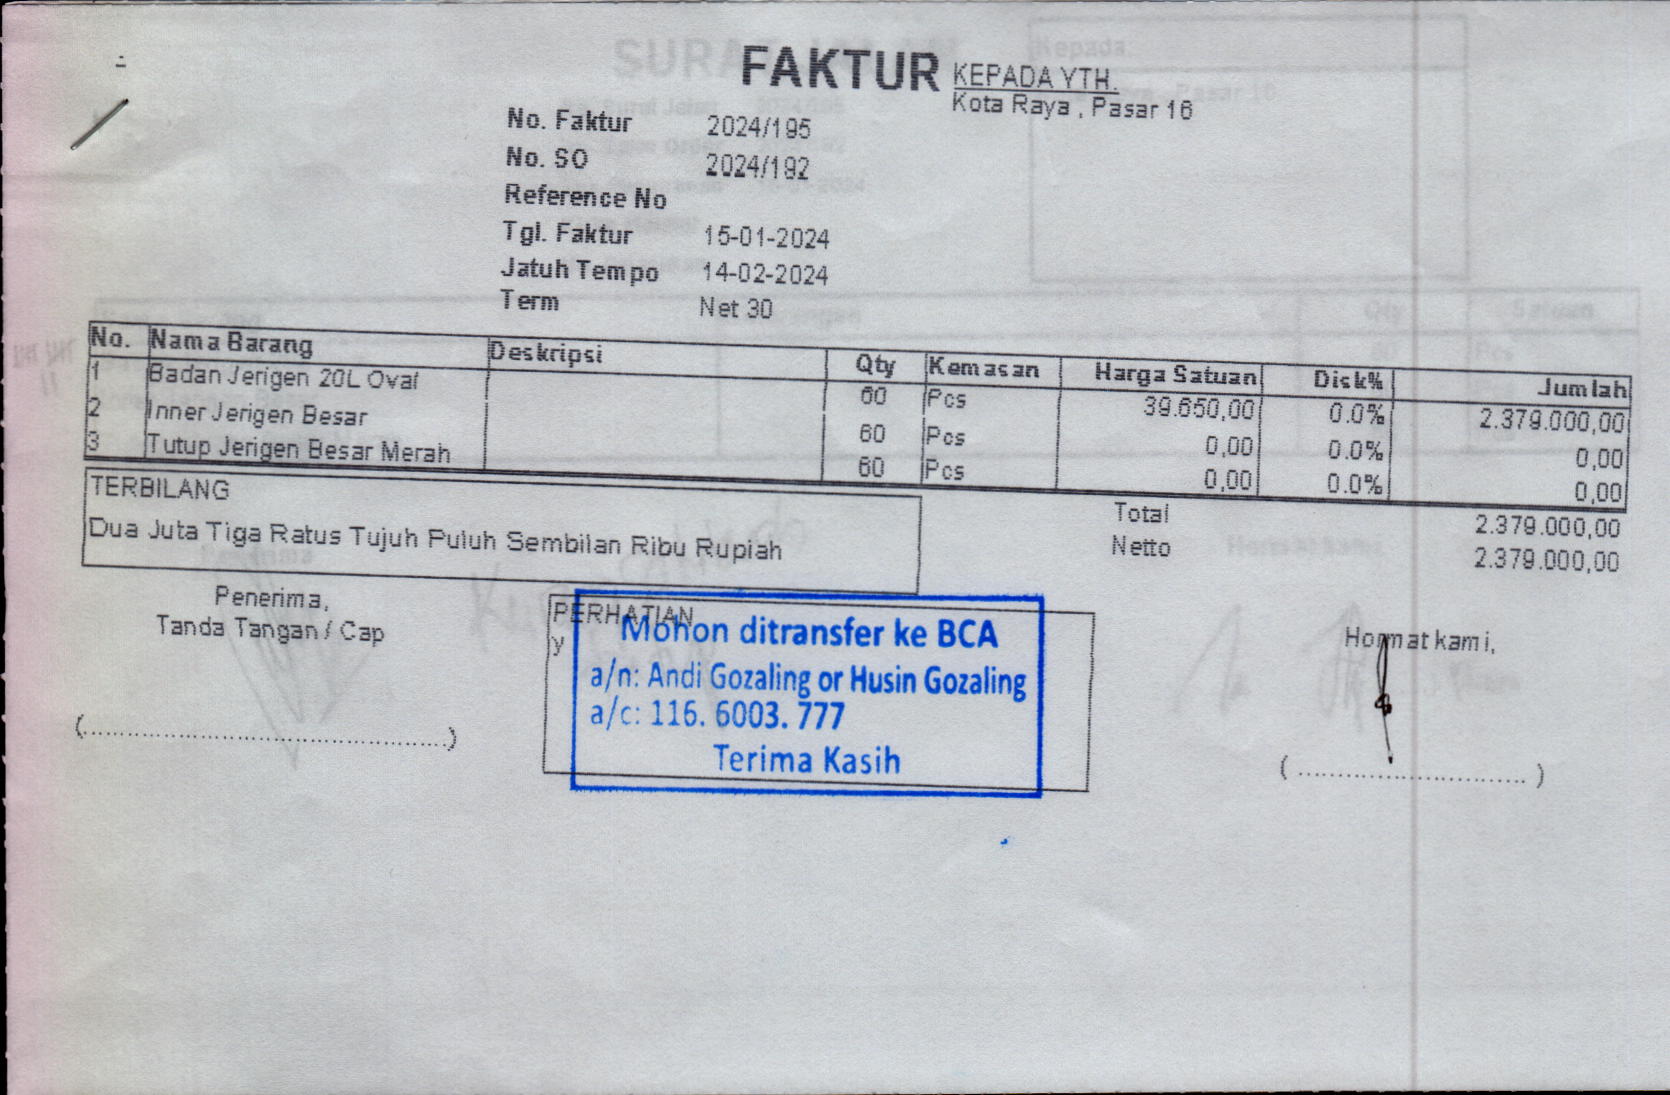 FAKTUR
KEPADA YTH.
Kota Raya , Pasar 16
No. Faktur 2024/195
No. SO 2024/192
Reference No
Tgl. Faktur 15-01-2024
Jatuh Tempo 14-02-2024
Term Net 30
No. Nama Barang Deskripsi Qty Kemasan Harga Satuan Disk% Jumlah
1 Badan Jerigen 20L Oval 60 Pcs 39.650,00 0.0% 2.379.000,00
2 Inner Jerigen Besar 60 Pcs 0,00 0.0% 0,00
3 Tutup Jerigen Besar Merah 60 Pcs 0,00 0.0% 0,00
TERBILANG
Dua Juta Tiga Ratus Tujuh Puluh Sembilan Ribu Rupiah
Total 2.379.000,00
Netto 2.379.000,00
Penerima,
Tanda Tangan / Cap
(..............................................)
PERHATIAN
y
Mohon ditransfer ke BCA
a/n: Andi Gozaling or Husin Gozaling
a/c: 116. 6003. 777
Terima Kasih
Hormat kami,
( ............................ )